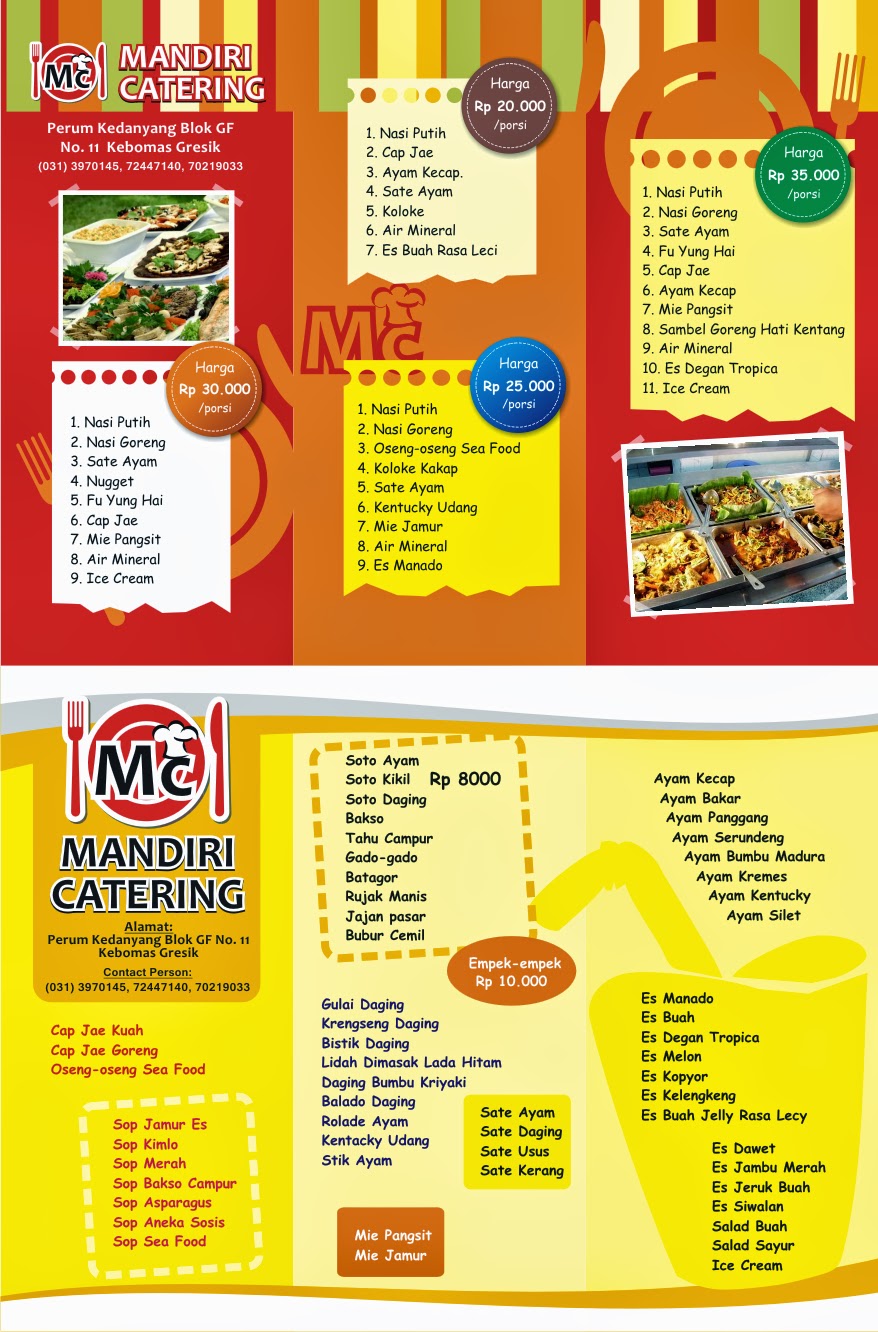 Mc
MANDIRI
CATERING
Perum Kedanyang Blok GF
No. 11 Kebomas Gresik
(031) 3970145, 72447140, 70219033
Harga
Rp 30.000
/porsi
1. Nasi Putih
2. Nasi Goreng
3. Sate Ayam
4. Nugget
5. Fu Yung Hai
6. Cap Jae
7. Mie Pangsit
8. Air Mineral
9. Ice Cream
Harga
Rp 20.000
/porsi
1. Nasi Putih
2. Cap Jae
3. Ayam Kecap.
4. Sate Ayam
5. Koloke
6. Air Mineral
7. Es Buah Rasa Leci
Mc
Harga
Rp 25.000
/porsi
1. Nasi Putih
2. Nasi Goreng
3. Oseng-oseng Sea Food
4. Koloke Kakap
5. Sate Ayam
6. Kentucky Udang
7. Mie Jamur
8. Air Mineral
9. Es Manado
Harga
Rp 35.000
/porsi
1. Nasi Putih
2. Nasi Goreng
3. Sate Ayam
4. Fu Yung Hai
5. Cap Jae
6. Ayam Kecap
7. Mie Pangsit
8. Sambel Goreng Hati Kentang
9. Air Mineral
10. Es Degan Tropica
11. Ice Cream
Mc
MANDIRI
CATERING
Alamat:
Perum Kedanyang Blok GF No. 11
Kebomas Gresik
Contact Person:
(031) 3970145, 72447140, 70219033
Cap Jae Kuah
Cap Jae Goreng
Oseng-oseng Sea Food
Sop Jamur Es
Sop Kimlo
Sop Merah
Sop Bakso Campur
Sop Asparagus
Sop Aneka Sosis
Sop Sea Food
Soto Ayam
Soto Kikil Rp 8000
Soto Daging
Bakso
Tahu Campur
Gado-gado
Batagor
Rujak Manis
Jajan pasar
Bubur Cemil
Empek-empek
Rp 10.000
Gulai Daging
Krengseng Daging
Bistik Daging
Lidah Dimasak Lada Hitam
Daging Bumbu Kriyaki
Balado Daging
Rolade Ayam
Kentacky Udang
Stik Ayam
Sate Ayam
Sate Daging
Sate Usus
Sate Kerang
Mie Pangsit
Mie Jamur
Ayam Kecap
Ayam Bakar
Ayam Panggang
Ayam Serundeng
Ayam Bumbu Madura
Ayam Kremes
Ayam Kentucky
Ayam Silet
Es Manado
Es Buah
Es Degan Tropica
Es Melon
Es Kopyor
Es Kelengkeng
Es Buah Jelly Rasa Lecy
Es Dawet
Es Jambu Merah
Es Jeruk Buah
Es Siwalan
Salad Buah
Salad Sayur
Ice Cream